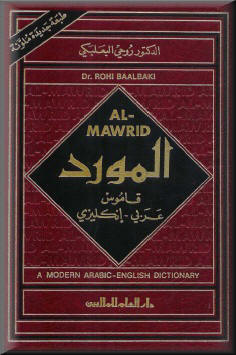 طبعة جديدة ملونة
الدكتور روحي البعلبكي
Dr. ROHI BAALBAKI
AL-
MAWRID
المورد
قاموس
عربي - إنكليزي
A MODERN ARABIC-ENGLISH DICTIONARY
دار العلم للملايين